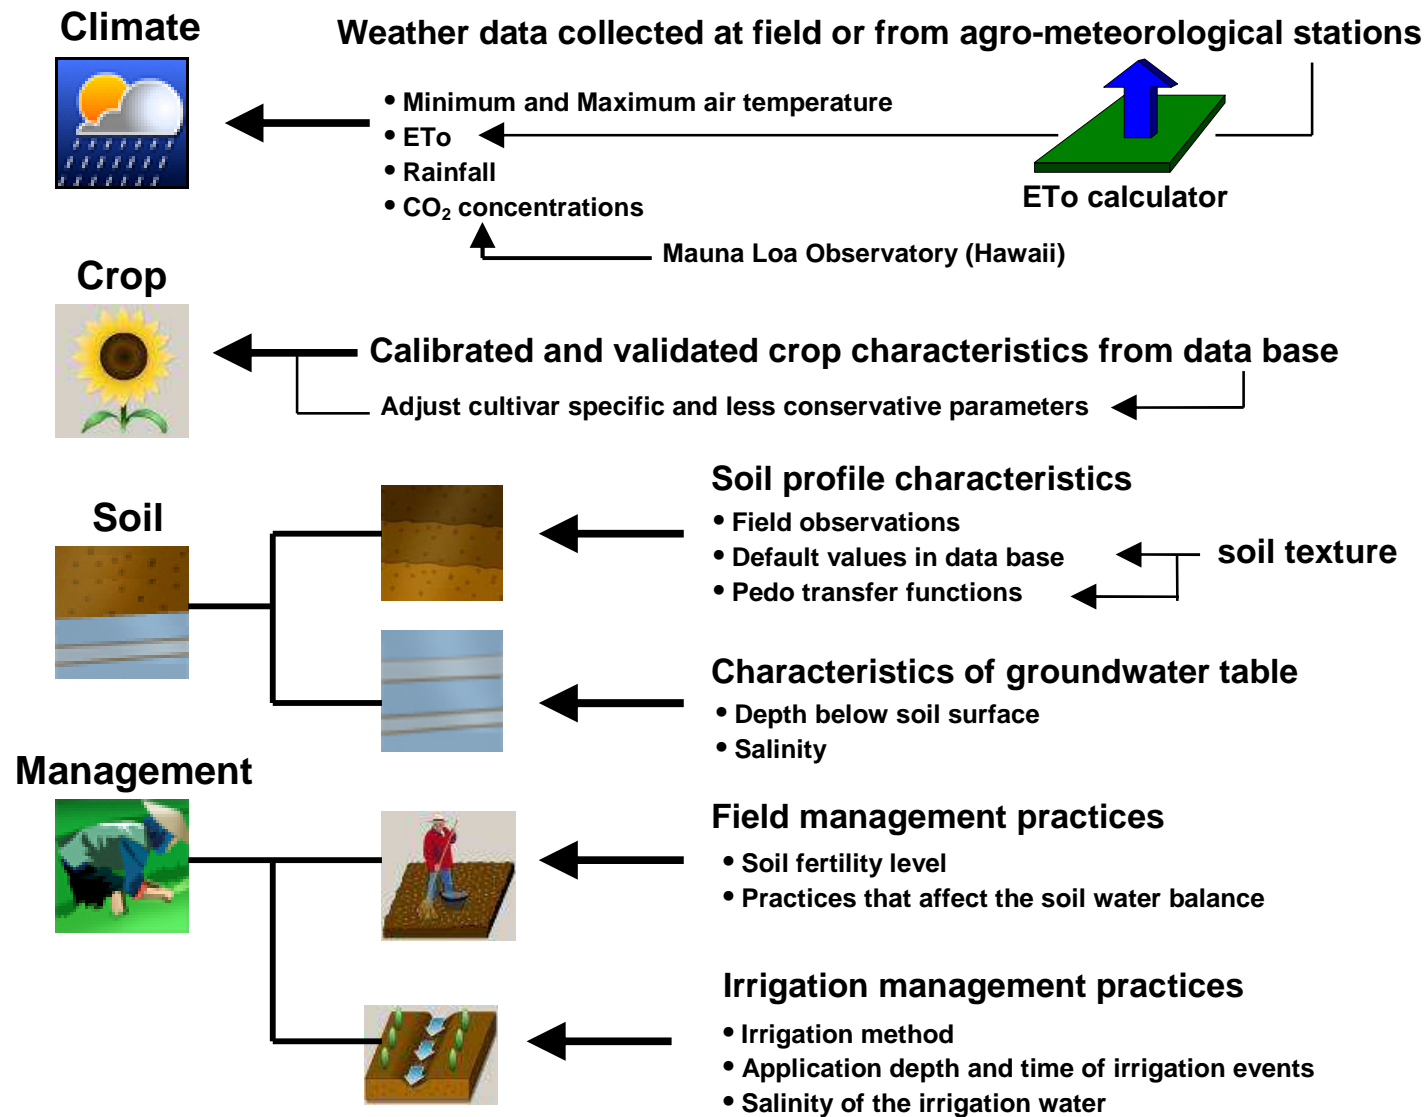 Climate
Weather data collected at field or from agro-meteorological stations
• Minimum and Maximum air temperature
• ETo
• Rainfall
• CO₂ concentrations
ETo calculator
Mauna Loa Observatory (Hawaii)
Crop
Calibrated and validated crop characteristics from data base
Adjust cultivar specific and less conservative parameters
Soil
Soil profile characteristics
• Field observations
• Default values in data base
• Pedo transfer functions
soil texture
Characteristics of groundwater table
• Depth below soil surface
• Salinity
Management
Field management practices
• Soil fertility level
• Practices that affect the soil water balance
Irrigation management practices
• Irrigation method
• Application depth and time of irrigation events
• Salinity of the irrigation water